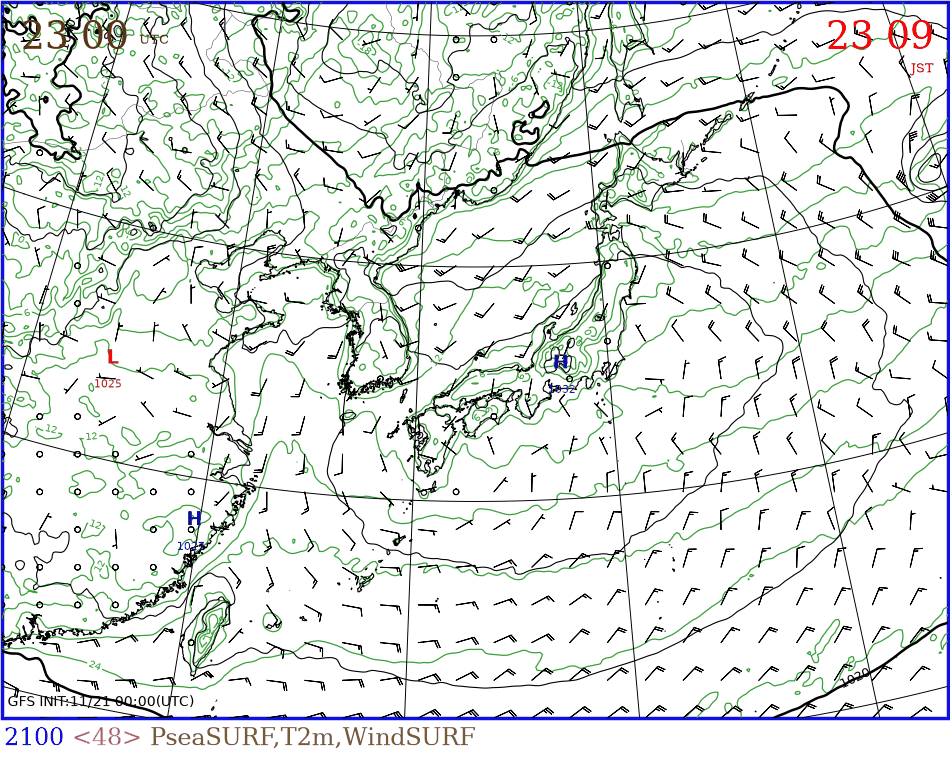 23 00 UTC
23 09
JST
L
1025
12
12
12
H
1032
H
24
1020
GFS INIT:11/21 00:00(UTC)
2100 <48> PseaSURF,T2m,WindSURF